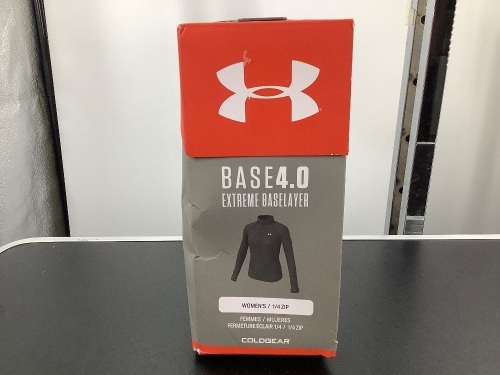 BASE4.0
EXTREME BASELAYER
WOMEN'S / 1/4 ZIP
FEMMES / MUJERES
FERMETURE ÉCLAIR 1/4 / 1/4 ZIP
COLDGEAR